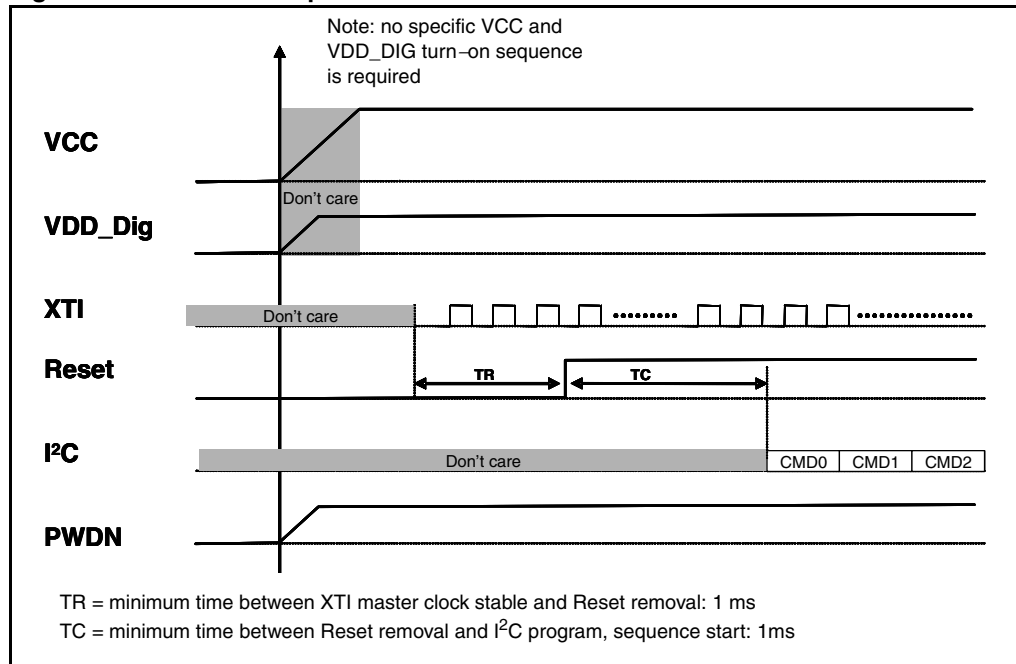 Note: no specific VCC and
VDD_DIG turn–on sequence
is required
VCC
Don't care
VDD_Dig
XTI
Don't care
Reset
TR
TC
I²C
Don't care
CMD0 CMD1 CMD2
PWDN
TR = minimum time between XTI master clock stable and Reset removal: 1 ms
TC = minimum time between Reset removal and I²C program, sequence start: 1ms